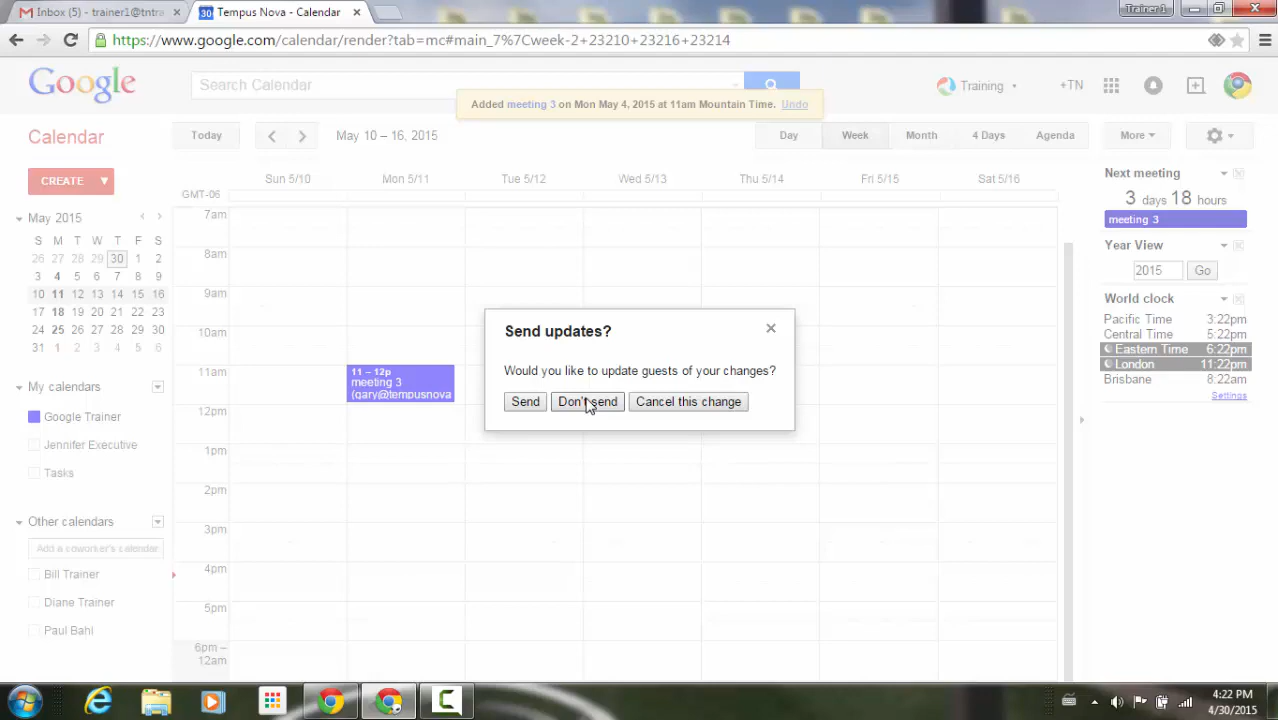 Inbox (5) - trainer1@tntra
Tempus Nova - Calendar
Trainer1
https://www.google.com/calendar/render?tab=mc#main_7%7Cweek-2+23210+23216+23214
Google
Search Calendar
Training
+TN
Added meeting 3 on Mon May 4, 2015 at 11am Mountain Time. Undo
Calendar
Today
May 10 – 16, 2015
Day
Week
Month
4 Days
Agenda
More
CREATE
Sun 5/10
Mon 5/11
Tue 5/12
Wed 5/13
Thu 5/14
Fri 5/15
Sat 5/16
GMT-06
May 2015
S M T W T F S
26 27 28 29 30 1 2
3 4 5 6 7 8 9
10 11 12 13 14 15 16
17 18 19 20 21 22 23
24 25 26 27 28 29 30
31 1 2 3 4 5 6
My calendars
Google Trainer
Jennifer Executive
Tasks
Other calendars
Add a coworker's calendar
Bill Trainer
Diane Trainer
Paul Bahl
7am
8am
9am
10am
11am
12pm
1pm
2pm
3pm
4pm
5pm
6pm –
12am
11 – 12p
meeting 3
(gary@tempusnova
Send updates?
Would you like to update guests of your changes?
Send
Don't send
Cancel this change
Next meeting
3 days 18 hours
meeting 3
Year View
2015
Go
World clock
Pacific Time 3:22pm
Central Time 5:22pm
Eastern Time 6:22pm
London 11:22pm
Brisbane 8:22am
Settings
4:22 PM
4/30/2015